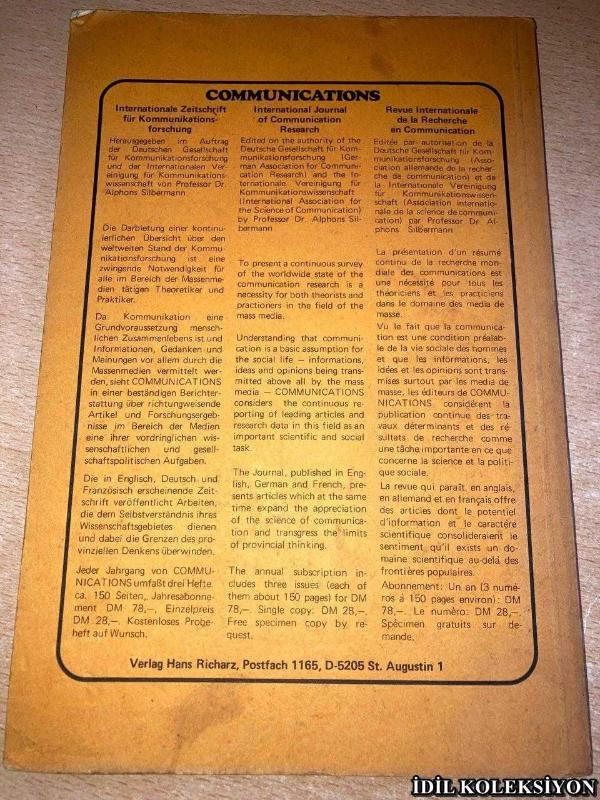 COMMUNICATIONS
Internationale Zeitschrift
für Kommunikations-
forschung
Herausgegeben im Auftrag
der Deutschen Gesellschaft
für Kommunikationsforschung
und der Internationalen Ver-
einigung für Kommunikations-
wissenschaft von Professor Dr.
Alphons Silbermann
Die Darbietung einer kontinu-
ierlichen Übersicht über den
weltweiten Stand der Kommu-
nikationsforschung ist eine
zwingende Notwendigkeit für
alle im Bereich der Massenme-
dien tätigen Theoretiker und
Praktiker.
Da Kommunikation eine
Grundvoraussetzung mensch-
lichen Zusammenlebens ist und
Informationen, Gedanken und
Meinungen vor allem durch die
Massenmedien vermittelt wer-
den, sieht COMMUNICATIONS
in einer beständigen Berichter-
stattung über richtungweisende
Artikel und Forschungsergeb-
nisse im Bereich der Medien
eine ihrer vordringlichen wis-
senschaftlichen und gesell-
schaftspolitischen Aufgaben.
Die in Englisch, Deutsch und
Französisch erscheinende Zeit-
schrift veröffentlicht Arbeiten,
die dem Selbstverständnis ihres
Wissenschaftsgebietes dienen
und dabei die Grenzen des pro-
vinziellen Denkens überwinden.
Jeder Jahrgang von COMMU-
NICATIONS umfaßt drei Hefte
ca. 150 Seiten, Jahresabonne-
ment DM 78,–, Einzelpreis
DM 28,–. Kostenloses Probe-
heft auf Wunsch.
International Journal
of Communication
Research
Edited on the authority of the
Deutsche Gesellschaft für Kom-
munikationsforschung (Ger-
man Association for Communi-
cation Research) and the In-
ternationale Vereinigung für
Kommunikationswissenschaft
(International Association for
the Science of Communication)
by Professor Dr. Alphons Sil-
bermann
To present a continuous survey
of the worldwide state of the
communication research is a
necessity for both theorists and
practioners in the field of the
mass media.
Understanding that communi-
cation is a basic assumption for
the social life – informations,
ideas and opinions being trans-
mitted above all by the mass
media – COMMUNICATIONS
considers the continuous re-
porting of leading articles and
research data in this field as an
important scientific and social
task.
The Journal, published in Eng-
lish, German and French, pre-
sents articles which at the same
time expand the appreciation
of the science of communica-
tion and transgress the limits
of provincial thinking.
The annual subscription in-
cludes three issues (each of
them about 150 pages) for DM
78,–. Single copy: DM 28,–.
Free specimen copy by re-
quest.
Revue Internationale
de la Recherche
en Communication
Editée par autorisation de la
Deutsche Gesellschaft für Kom-
munikationsforschung (Asso-
ciation allemande de la recher-
che de communication) et de
la Internationale Vereinigung
für Kommunikationswissen-
schaft (Association internatio-
nale de la science de communi-
cation) par Professor Dr. Al-
phons Silbermann
La présentation d'un résumé
continu de la recherche mon-
diale des communications est
une nécessité pour tous les
théoriciens et les practiciens
dans le domaine des media de
masse.
Vu le fait que la communica-
tion est une condition préalab-
le de la vie sociale des hommes
et que les informations, les
idées et les opinions sont trans-
mises surtout par les media de
masse, les éditeurs de COMMU-
NICATIONS considèrent la
publication continue des tra-
vaux déterminants et des ré-
sultats de recherche comme
une tâche importante en ce que
concerne la science et la politi-
que sociale.
La revue qui paraît en anglais,
en allemand et en français offre
des articles dont le potentiel
d'information et le caractère
scientifique consolideraient le
sentiment qu'il exists un do-
maine scientifique au-delà des
frontières populaires.
Abonnement: Un an (3 numé-
ros à 150 pages environ): DM
78,–. Le numéro: DM 28,–.
Spécimen gratuits sur de-
mande.
Verlag Hans Richarz, Postfach 1165, D-5205 St. Augustin 1
İDİL KOLEKSİYON